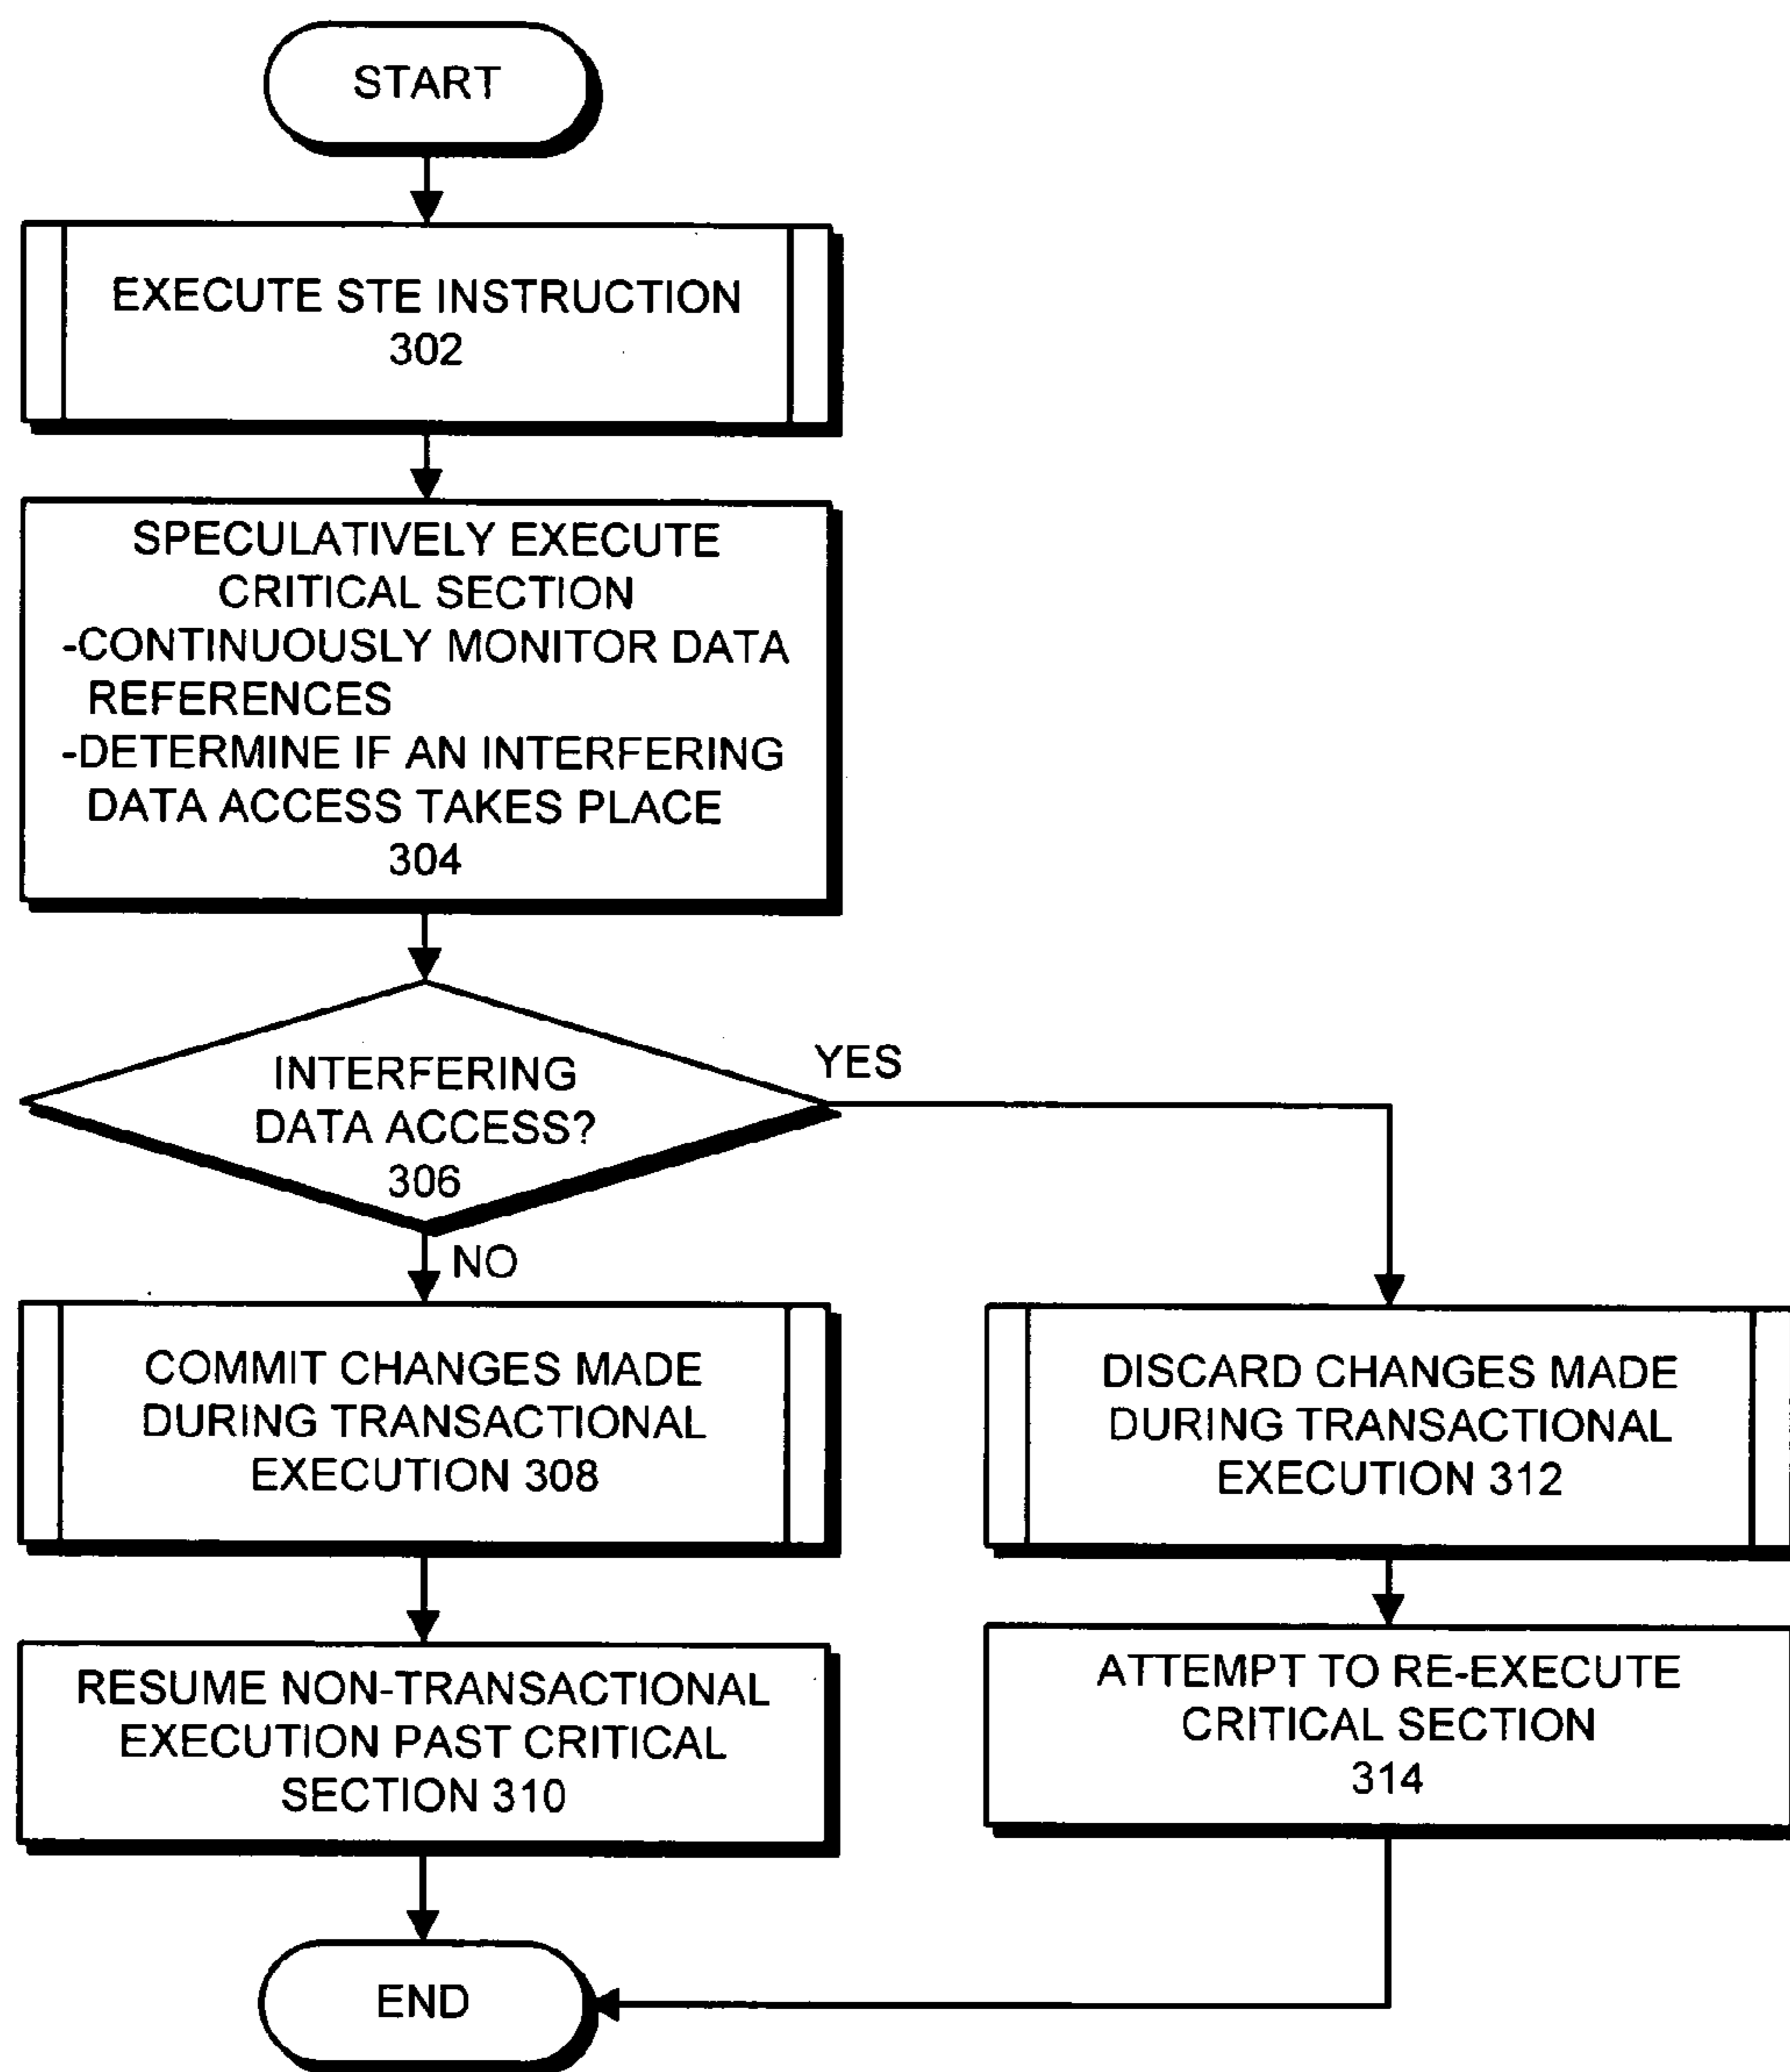 START
EXECUTE STE INSTRUCTION
302
SPECULATIVELY EXECUTE
CRITICAL SECTION
-CONTINUOUSLY MONITOR DATA
REFERENCES
-DETERMINE IF AN INTERFERING
DATA ACCESS TAKES PLACE
304
INTERFERING
DATA ACCESS?
306
YES
NO
COMMIT CHANGES MADE
DURING TRANSACTIONAL
EXECUTION 308
RESUME NON-TRANSACTIONAL
EXECUTION PAST CRITICAL
SECTION 310
DISCARD CHANGES MADE
DURING TRANSACTIONAL
EXECUTION 312
ATTEMPT TO RE-EXECUTE
CRITICAL SECTION
314
END